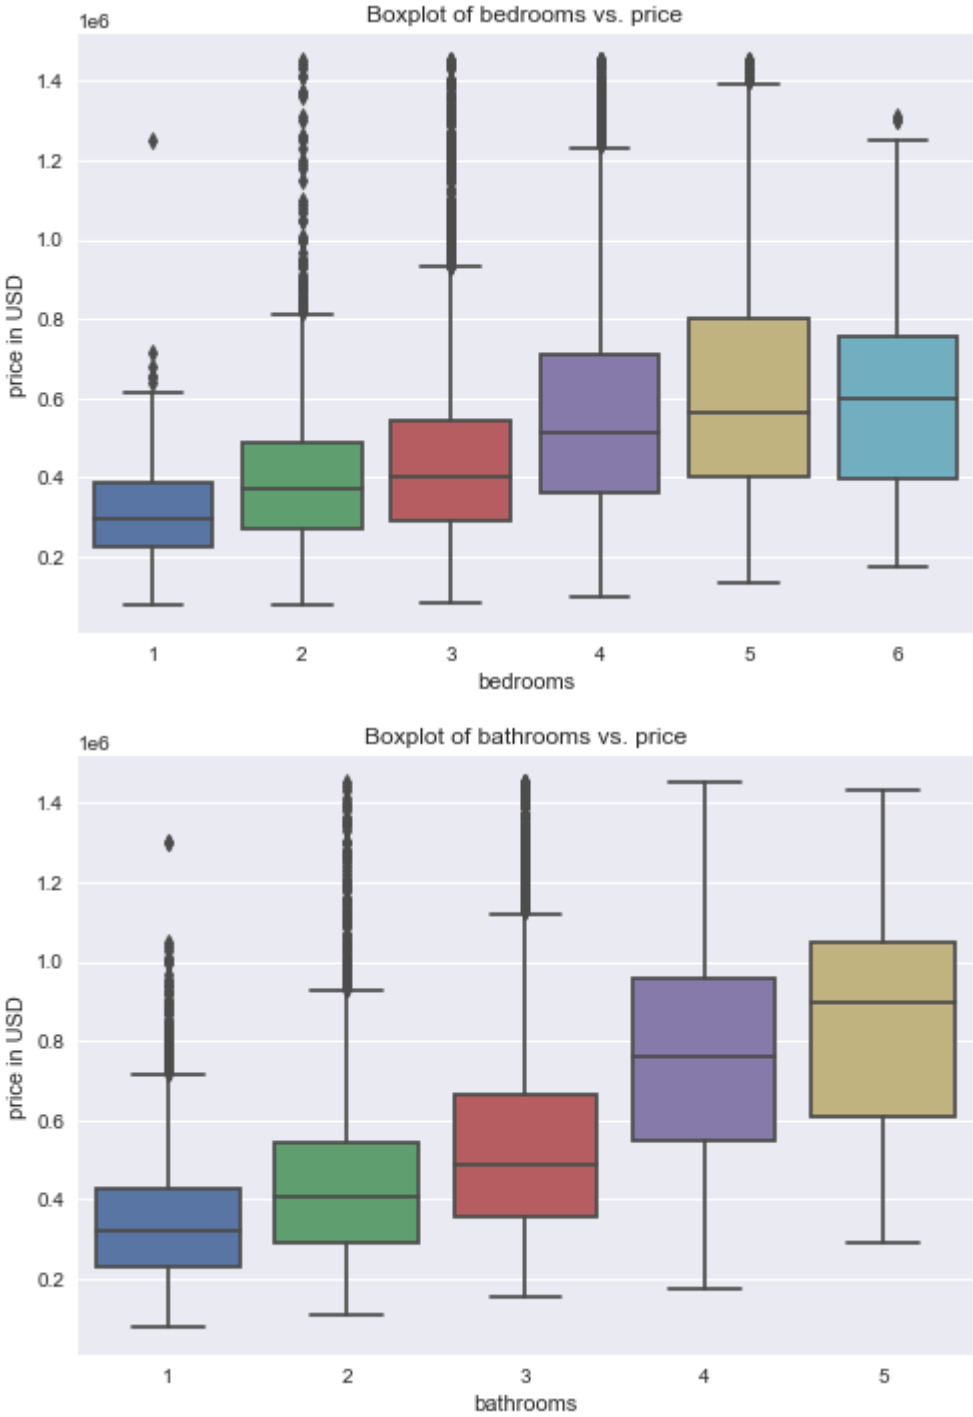 Boxplot of bedrooms vs. price
1e6
1.4
1.2
1.0
0.8
0.6
0.4
0.2
price in USD
1 2 3 4 5 6
bedrooms
Boxplot of bathrooms vs. price
1e6
1.4
1.2
1.0
0.8
0.6
0.4
0.2
price in USD
1 2 3 4 5
bathrooms